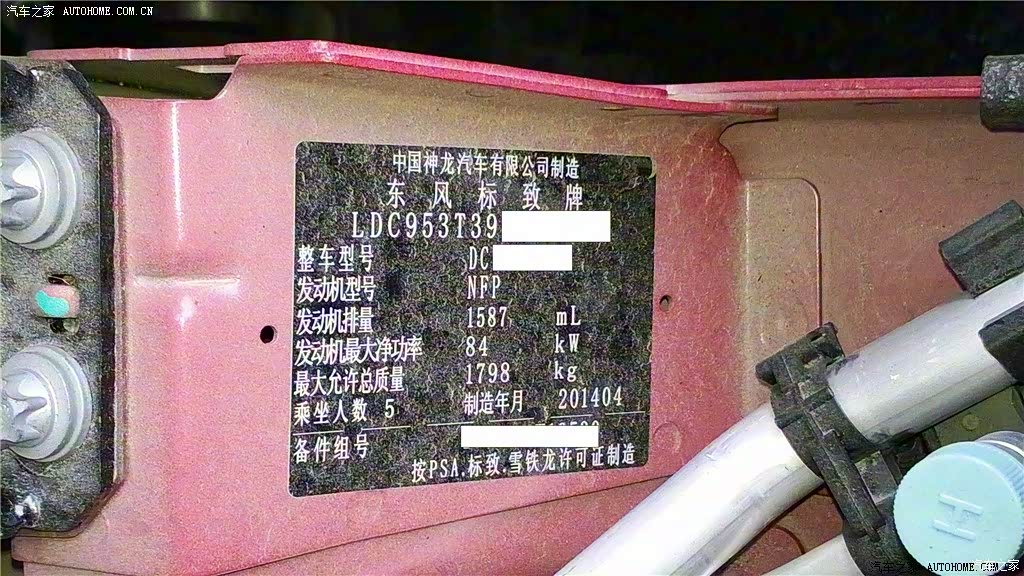 汽车之家 AUTOHOME.COM.CN
中国神龙汽车有限公司制造
东风标致牌
LDC953T39
整车型号 DC
发动机型号 NFP
发动机排量 1587 mL
发动机最大净功率 84 kW
最大允许总质量 1798 kg
乘坐人数 5 制造年月 201404
备件组号
按PSA.标致.雪铁龙许可证制造
H
汽车之家 AUTOHOME.COM.CN